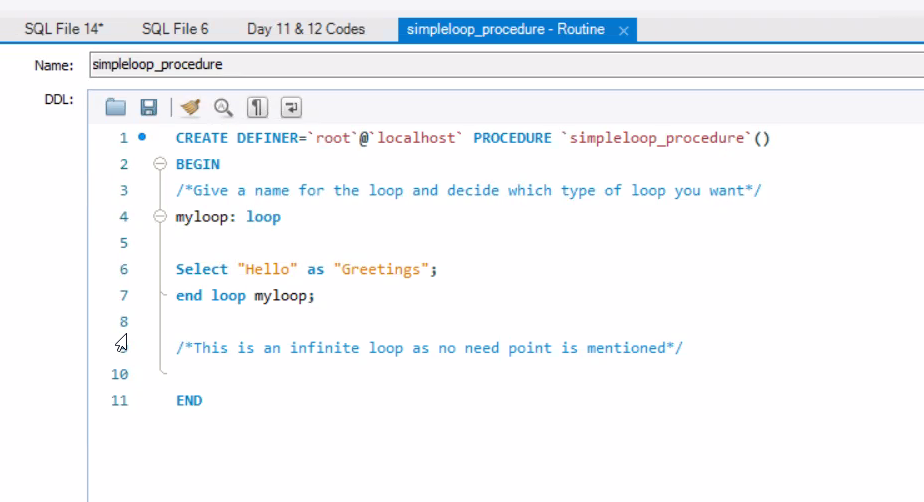 SQL File 14* SQL File 6 Day 11 & 12 Codes simpleloop_procedure - Routine ×
Name: simpleloop_procedure
DDL:
1 CREATE DEFINER=`root`@`localhost` PROCEDURE `simpleloop_procedure`()
2 BEGIN
3 /*Give a name for the loop and decide which type of loop you want*/
4 myloop: loop
5
6 Select "Hello" as "Greetings";
7 end loop myloop;
8
/*This is an infinite loop as no need point is mentioned*/
10
11 END